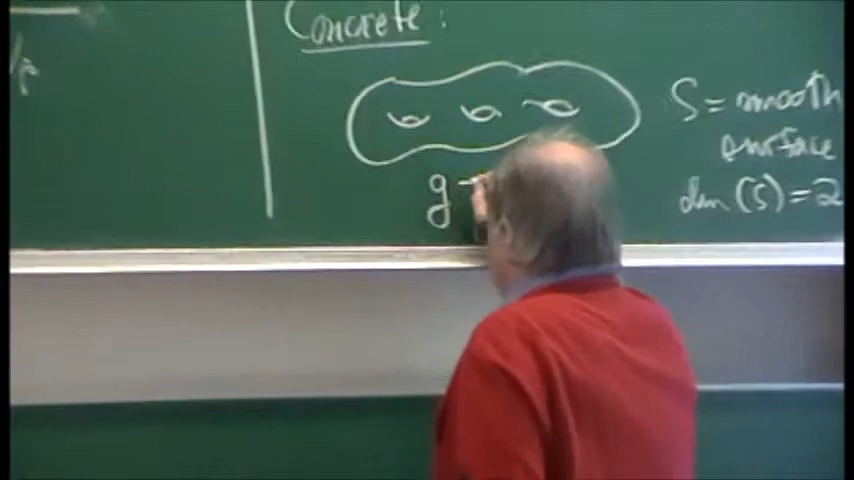 Concrete:
S = smooth
surface
dim (S) = 2
g =